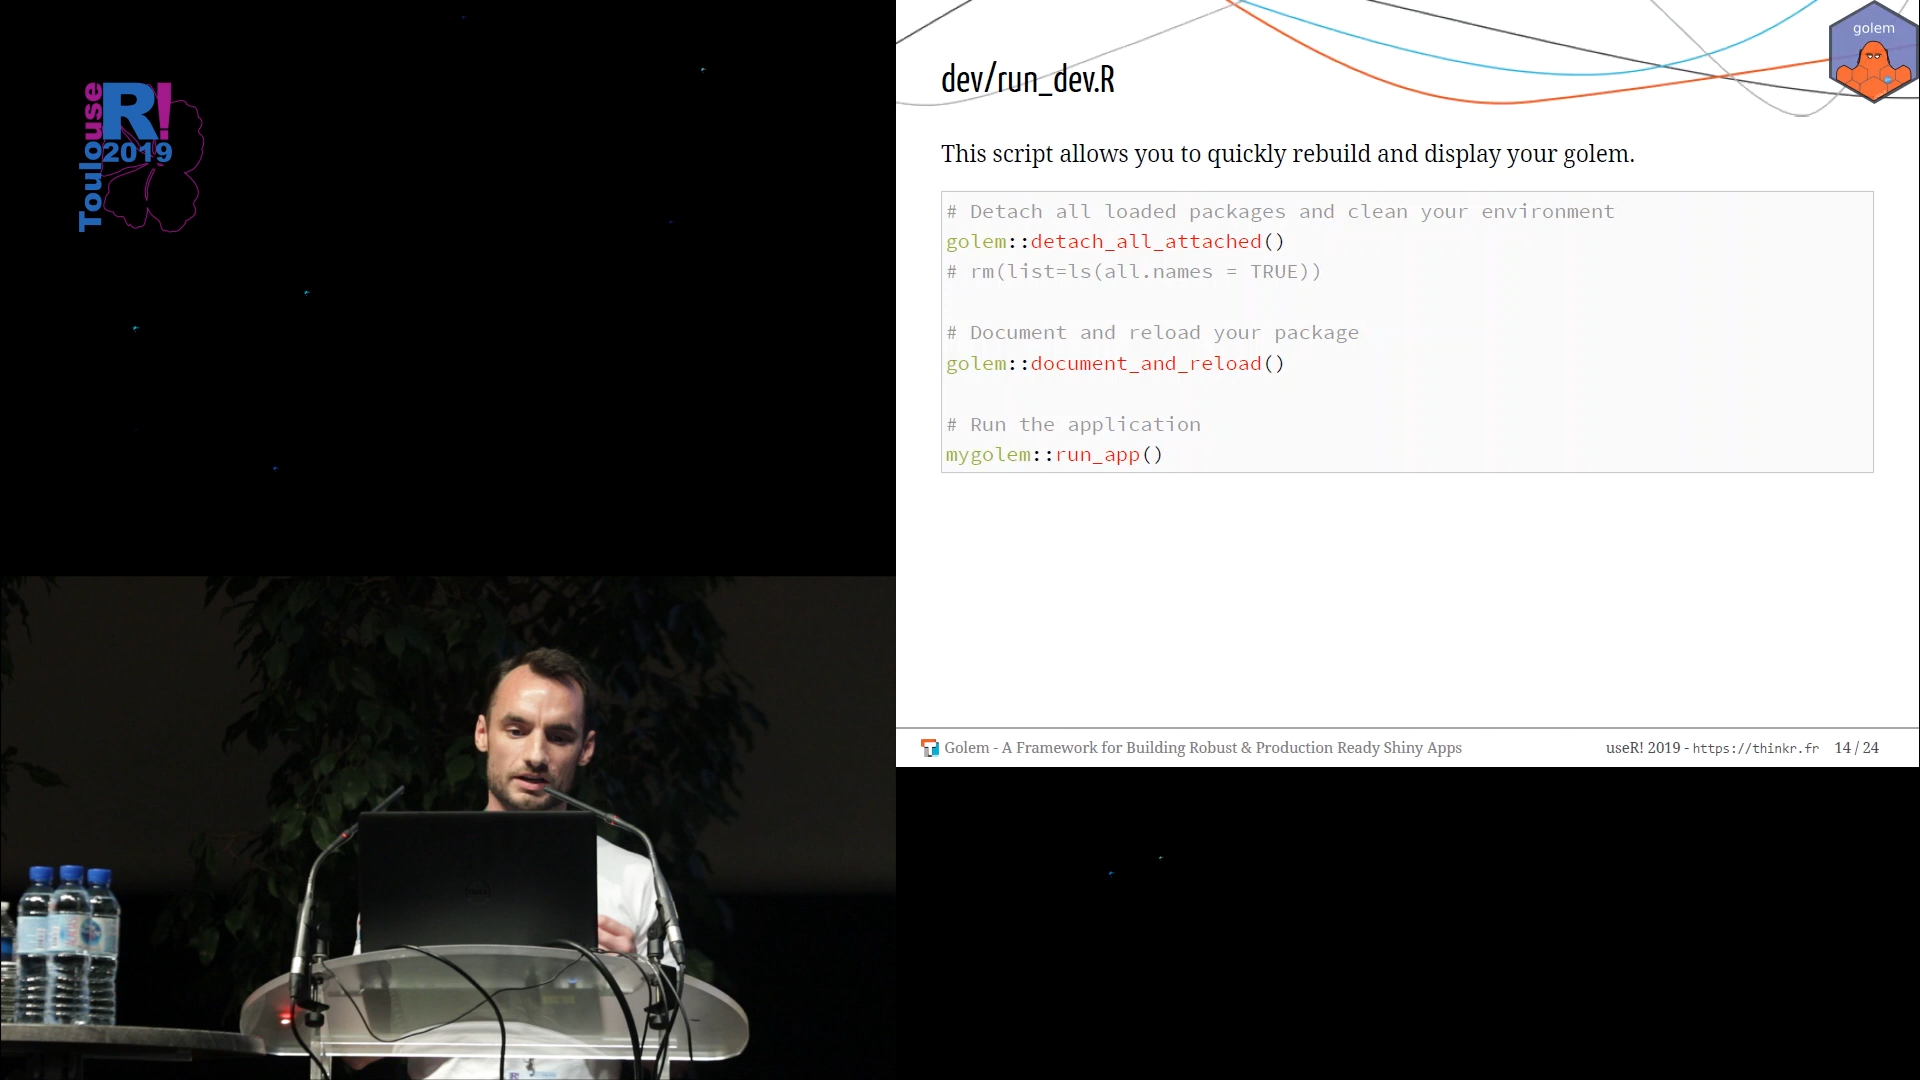 Toulouse
R!
2019
golem
dev/run_dev.R
This script allows you to quickly rebuild and display your golem.
# Detach all loaded packages and clean your environment
golem::detach_all_attached()
# rm(list=ls(all.names = TRUE))
# Document and reload your package
golem::document_and_reload()
# Run the application
mygolem::run_app()
Golem - A Framework for Building Robust & Production Ready Shiny Apps
useR! 2019 - https://thinkr.fr 14 / 24